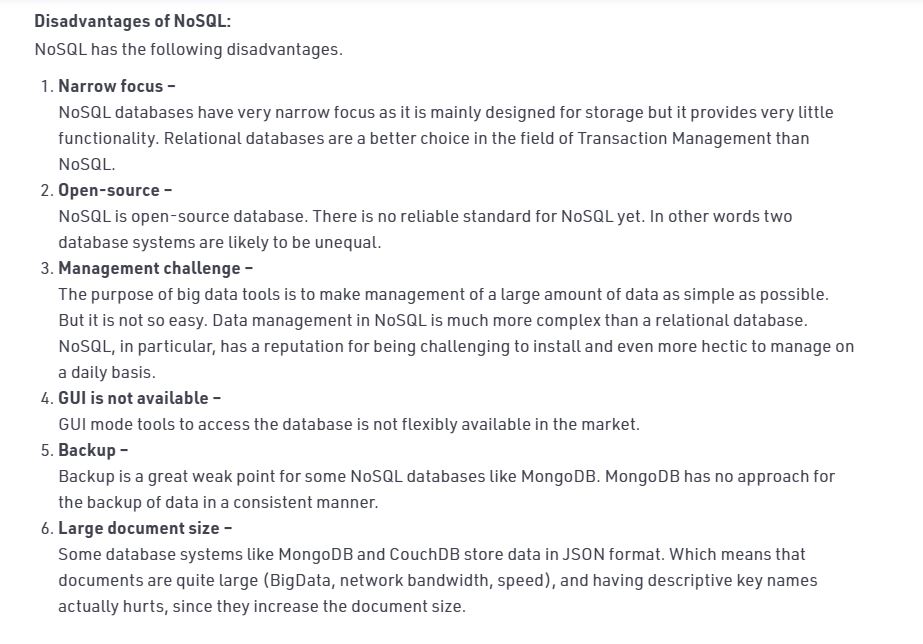 Disadvantages of NoSQL:
NoSQL has the following disadvantages.
1. Narrow focus –
NoSQL databases have very narrow focus as it is mainly designed for storage but it provides very little
functionality. Relational databases are a better choice in the field of Transaction Management than
NoSQL.
2. Open-source –
NoSQL is open-source database. There is no reliable standard for NoSQL yet. In other words two
database systems are likely to be unequal.
3. Management challenge –
The purpose of big data tools is to make management of a large amount of data as simple as possible.
But it is not so easy. Data management in NoSQL is much more complex than a relational database.
NoSQL, in particular, has a reputation for being challenging to install and even more hectic to manage on
a daily basis.
4. GUI is not available –
GUI mode tools to access the database is not flexibly available in the market.
5. Backup –
Backup is a great weak point for some NoSQL databases like MongoDB. MongoDB has no approach for
the backup of data in a consistent manner.
6. Large document size –
Some database systems like MongoDB and CouchDB store data in JSON format. Which means that
documents are quite large (BigData, network bandwidth, speed), and having descriptive key names
actually hurts, since they increase the document size.